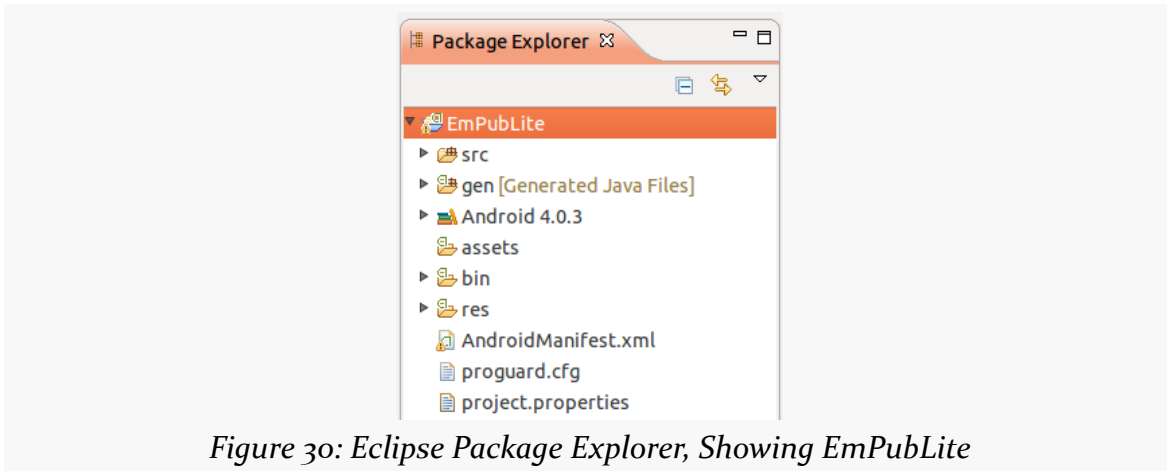 Package Explorer
EmPubLite
src
gen [Generated Java Files]
Android 4.0.3
assets
bin
res
AndroidManifest.xml
proguard.cfg
project.properties
Figure 30: Eclipse Package Explorer, Showing EmPubLite